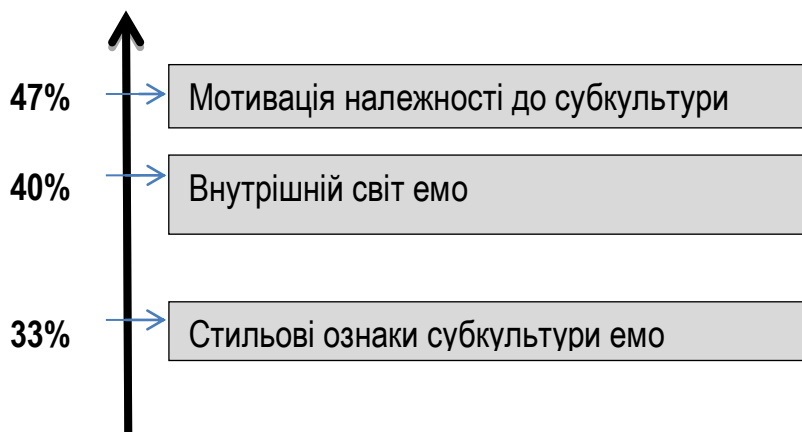 47% Мотивація належності до субкультури
40% Внутрішній світ емо
33% Стильові ознаки субкультури емо